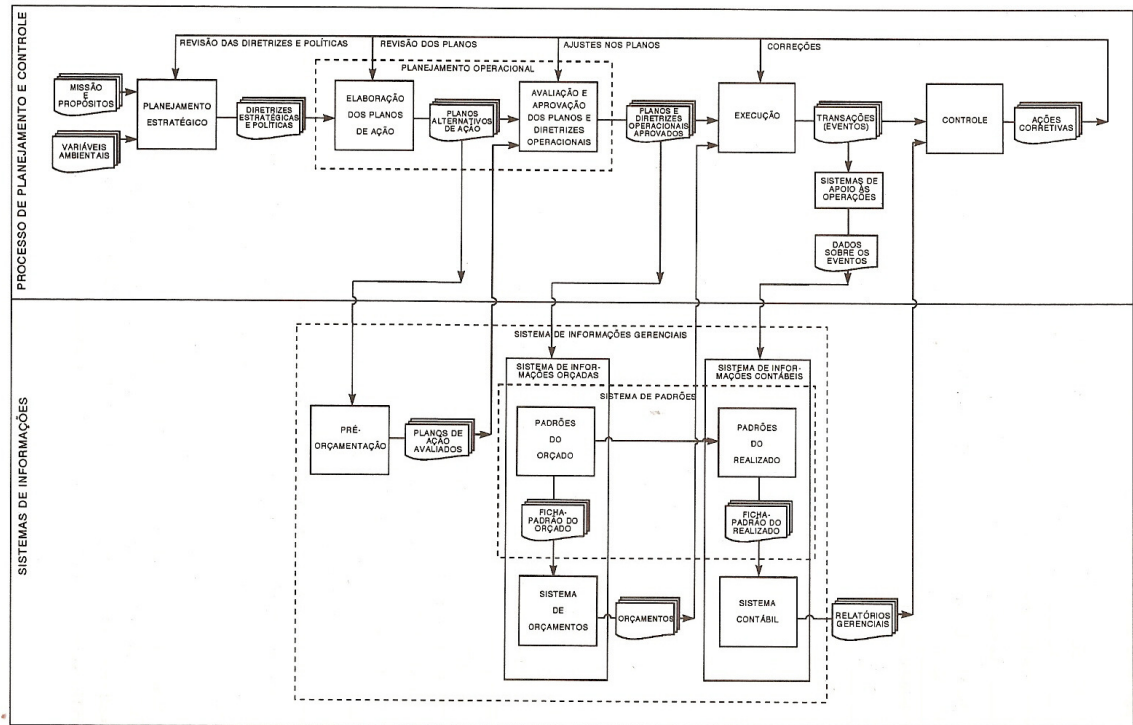 PROCESSO DE PLANEJAMENTO E CONTROLE
REVISÃO DAS DIRETRIZES E POLÍTICAS
REVISÃO DOS PLANOS
AJUSTES NOS PLANOS
CORREÇÕES
PLANEJAMENTO OPERACIONAL
MISSÃO
E
PROPÓSITOS
VARIÁVEIS
AMBIENTAIS
PLANEJAMENTO
ESTRATÉGICO
DIRETRIZES
ESTRATÉGICAS
E POLÍTICAS
ELABORAÇÃO
DOS PLANOS
DE AÇÃO
PLANOS
ALTERNATIVOS
DE AÇÃO
AVALIAÇÃO E
APROVAÇÃO
DOS PLANOS E
DIRETRIZES
OPERACIONAIS
PLANOS E
DIRETRIZES
OPERACIONAIS
APROVADOS
EXECUÇÃO
TRANSAÇÕES
(EVENTOS)
CONTROLE
AÇÕES
CORRETIVAS
SISTEMAS DE
APOIO ÀS
OPERAÇÕES
DADOS
SOBRE OS
EVENTOS
SISTEMAS DE INFORMAÇÕES
SISTEMA DE INFORMAÇÕES GERENCIAIS
SISTEMA DE INFOR-
MAÇÕES ORÇADAS
SISTEMA DE INFOR-
MAÇÕES CONTÁBEIS
SISTEMA DE PADRÕES
PRÉ-
ORÇAMENTAÇÃO
PLANOS DE
AÇÃO
AVALIADOS
PADRÕES
DO
ORÇADO
PADRÕES
DO
REALIZADO
FICHA-
PADRÃO DO
ORÇADO
FICHA-
PADRÃO DO
REALIZADO
SISTEMA
DE
ORÇAMENTOS
ORÇAMENTOS
SISTEMA
CONTÁBIL
RELATÓRIOS
GERENCIAIS